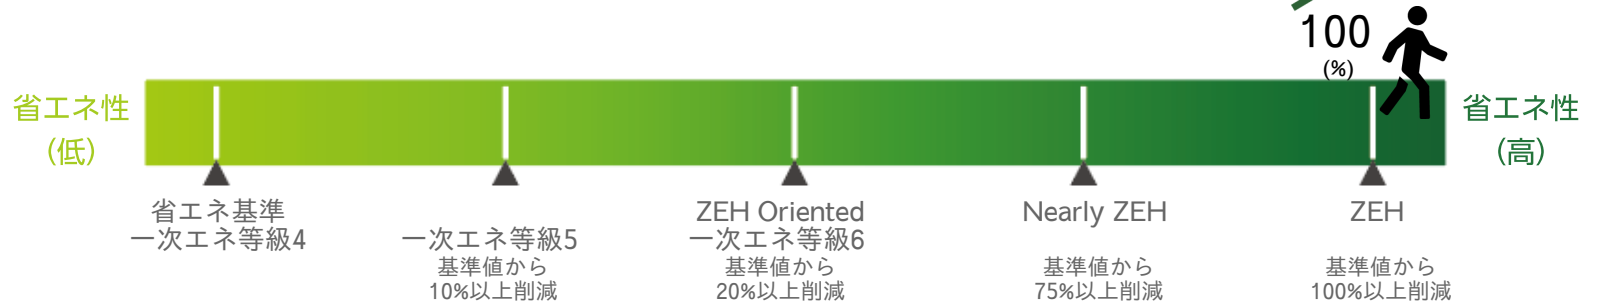 100
(%)
省エネ性
(低)
省エネ性
(高)
省エネ基準
一次エネ等級4
一次エネ等級5
基準値から
10%以上削減
ZEH Oriented
一次エネ等級6
基準値から
20%以上削減
Nearly ZEH
基準値から
75%以上削減
ZEH
基準値から
100%以上削減